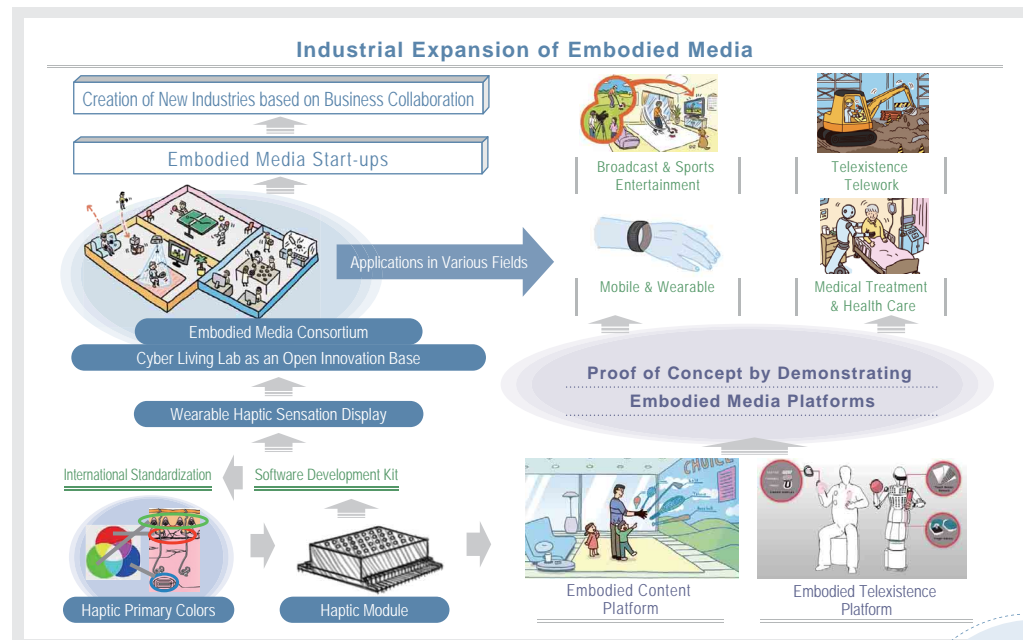 Industrial Expansion of Embodied Media
Creation of New Industries based on Business Collaboration
Embodied Media Start-ups
Applications in Various Fields
Embodied Media Consortium
Cyber Living Lab as an Open Innovation Base
Wearable Haptic Sensation Display
International Standardization
Software Development Kit
Haptic Primary Colors
Haptic Module
Broadcast & Sports
Entertainment
Telexistence
Telework
Mobile & Wearable
Medical Treatment
& Health Care
Proof of Concept by Demonstrating
Embodied Media Platforms
CHOICE
Embodied Content
Platform
Embodied Telexistence
Platform